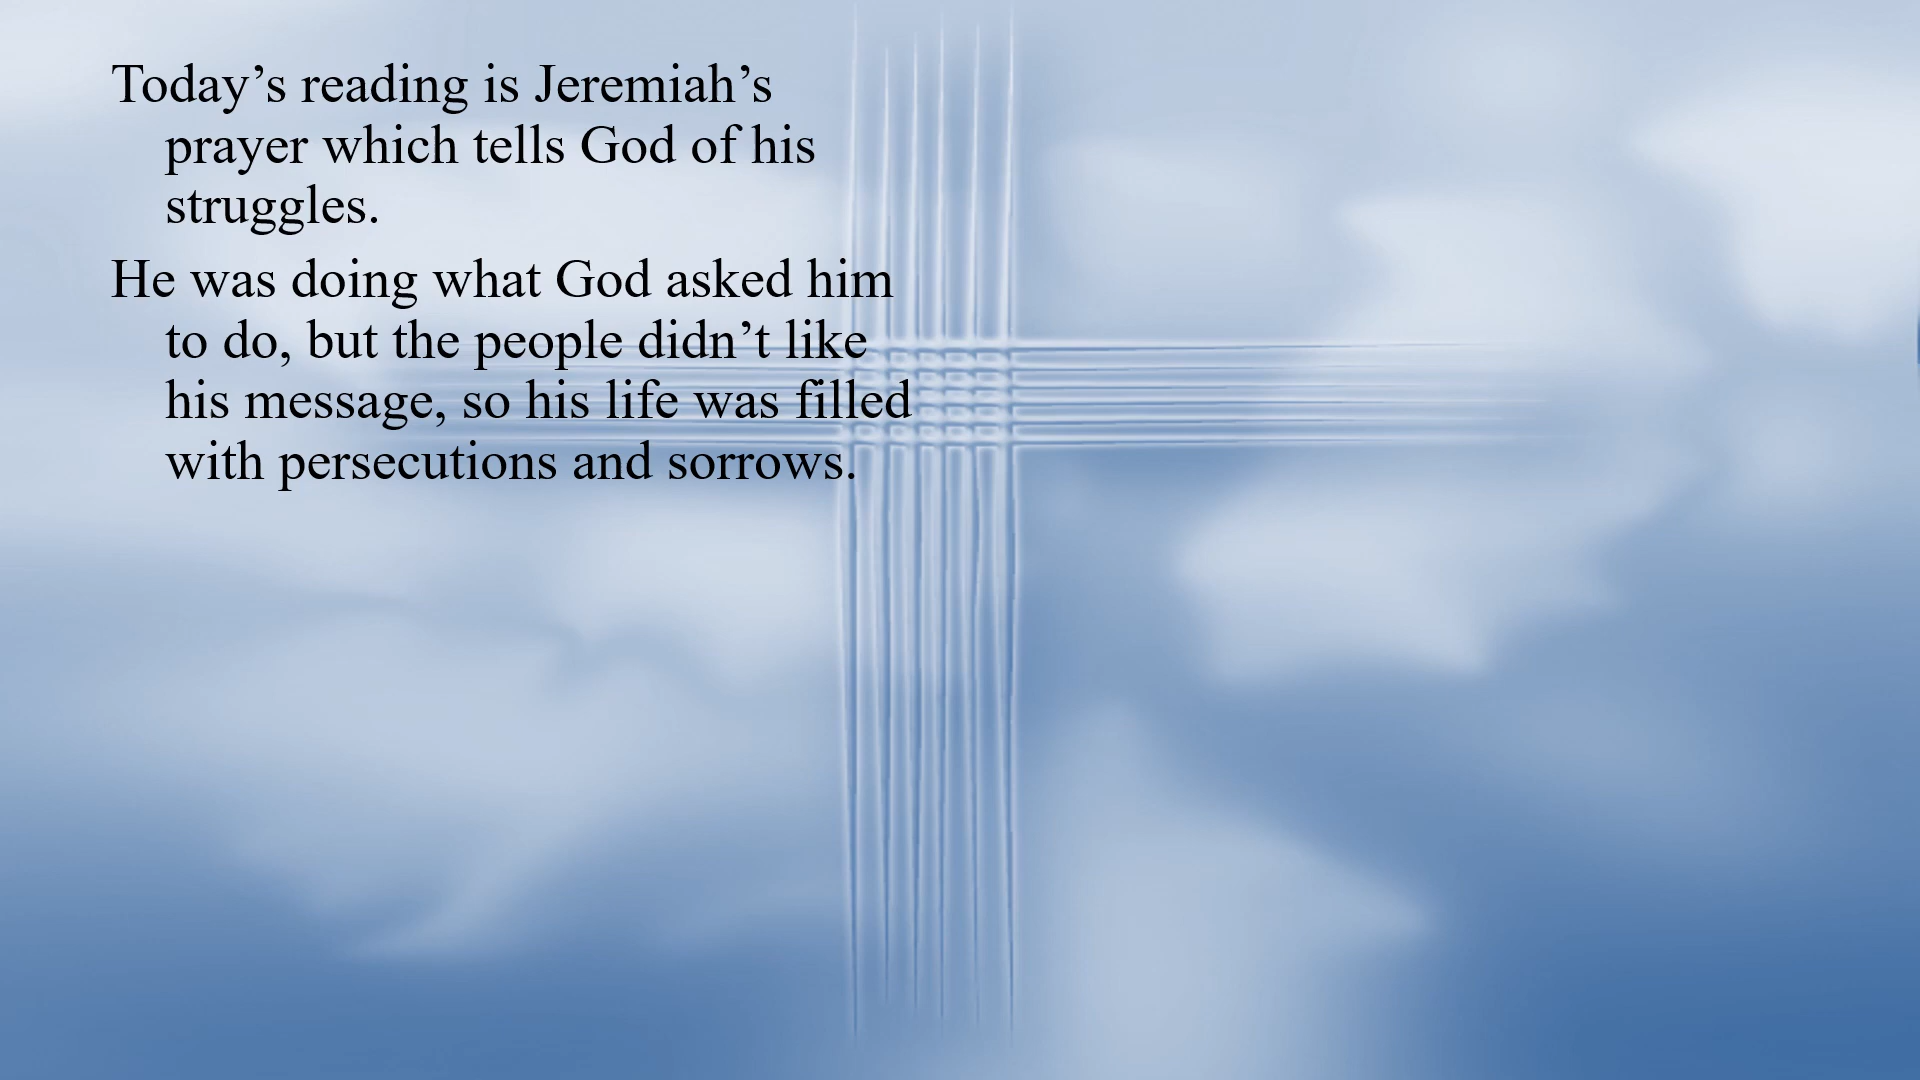 Today’s reading is Jeremiah’s
prayer which tells God of his
struggles.
He was doing what God asked him
to do, but the people didn’t like
his message, so his life was filled
with persecutions and sorrows.